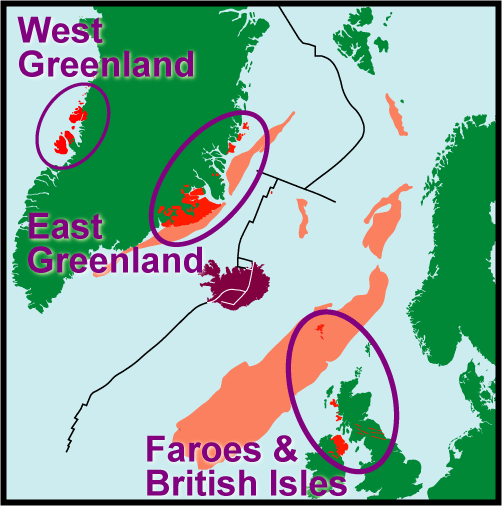 West
Greenland
East
Greenland
Faroes &
British Isles